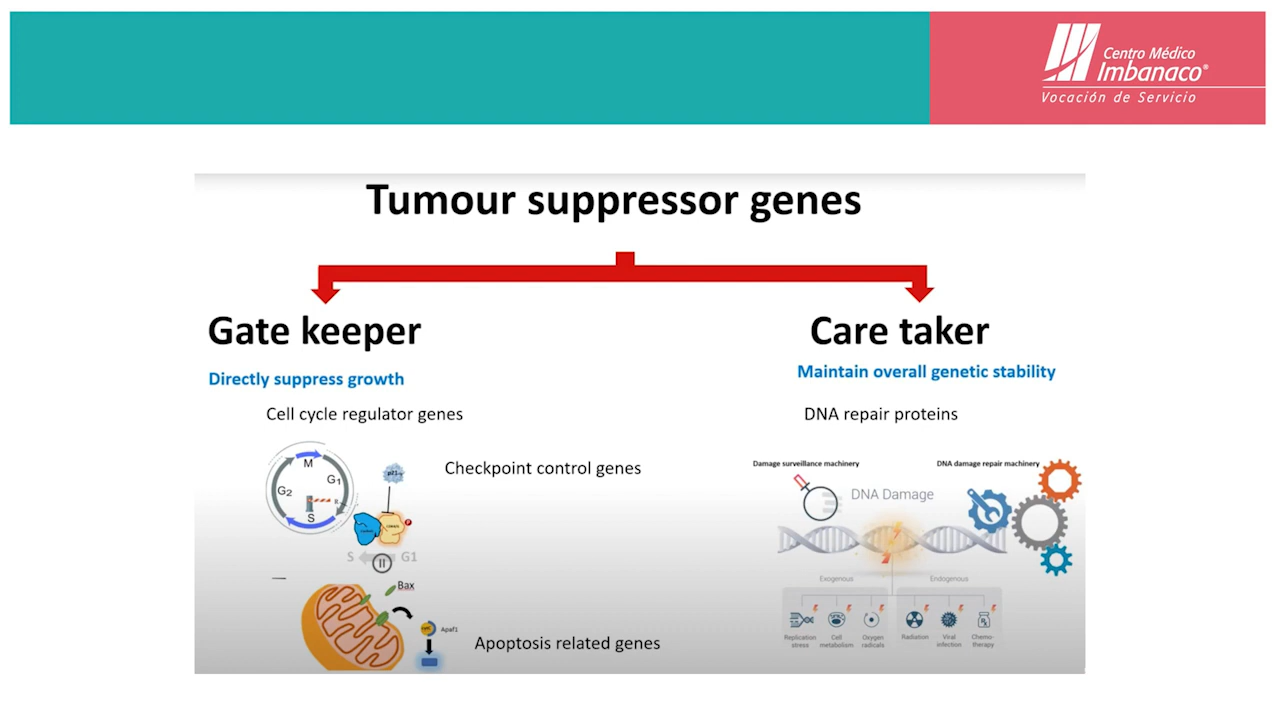 Centro Médico
Imbanaco®
Vocación de Servicio
Tumour suppressor genes
Gate keeper
Directly suppress growth
Cell cycle regulator genes
M
G1
G2
S
R
p21
P
Checkpoint control genes
S
G1
Bax
Apaf1
Apoptosis related genes
Care taker
Maintain overall genetic stability
DNA repair proteins
Damage surveillance machinery
DNA damage repair machinery
DNA Damage
Exogenous
Endogenous
Replication
stress
Cell
metabolism
Oxygen
radicals
Radiation
Viral
infection
Chemo-
therapy